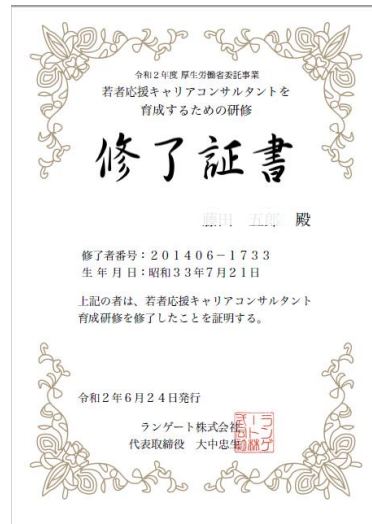 令和２年度 厚生労働省委託事業
若者応援キャリアコンサルタントを
育成するための研修
修了証書
藤田 五郎 殿
修了者番号：２０１４０６－１７３３
生 年 月 日：昭和３３年７月２１日
上記の者は、若者応援キャリアコンサルタント
育成研修を修了したことを証明する。
令和２年６月２４日発行
ランゲート株式会社
代表取締役 大中忠生